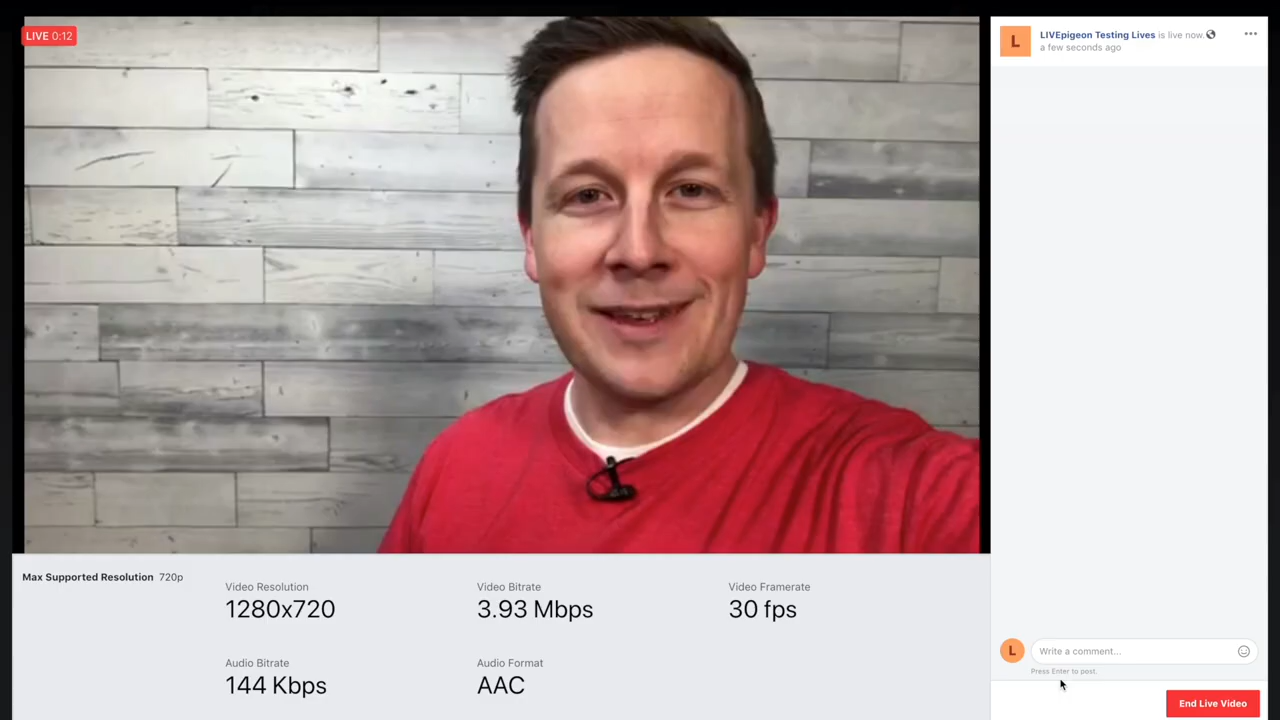 LIVE 0:12
L
LIVEpigeon Testing Lives is live now.
a few seconds ago
Max Supported Resolution 720p
Video Resolution
1280x720
Video Bitrate
3.93 Mbps
Video Framerate
30 fps
Audio Bitrate
144 Kbps
Audio Format
AAC
L
Write a comment...
Press Enter to post.
End Live Video